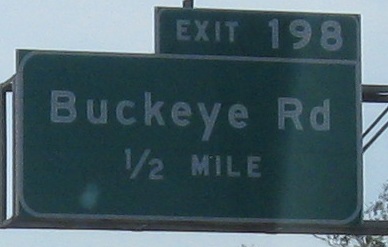 EXIT 198
Buckeye Rd
1/2 MILE